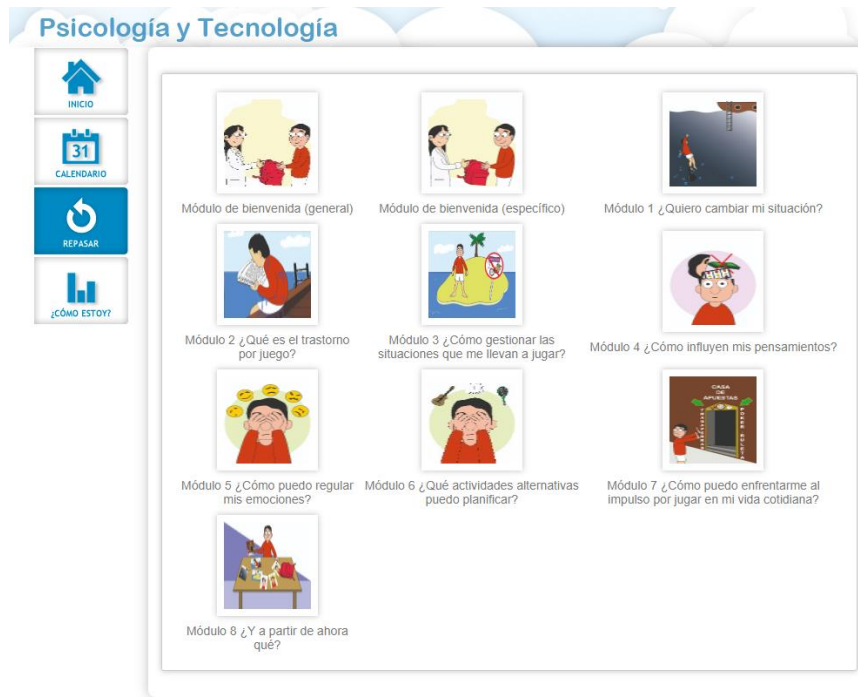 Psicología y Tecnología
INICIO
31
CALENDARIO
REPASAR
¿CÓMO ESTOY?
Módulo de bienvenida (general)
Módulo de bienvenida (específico)
Módulo 1 ¿Quiero cambiar mi situación?
Módulo 2 ¿Qué es el trastorno
por juego?
Módulo 3 ¿Cómo gestionar las
situaciones que me llevan a jugar?
Módulo 4 ¿Cómo influyen mis pensamientos?
CASA
DE
APUESTAS
Módulo 5 ¿Cómo puedo regular
mis emociones?
Módulo 6 ¿Qué actividades alternativas
puedo planificar?
Módulo 7 ¿Cómo puedo enfrentarme al
impulso por jugar en mi vida cotidiana?
Módulo 8 ¿Y a partir de ahora
qué?